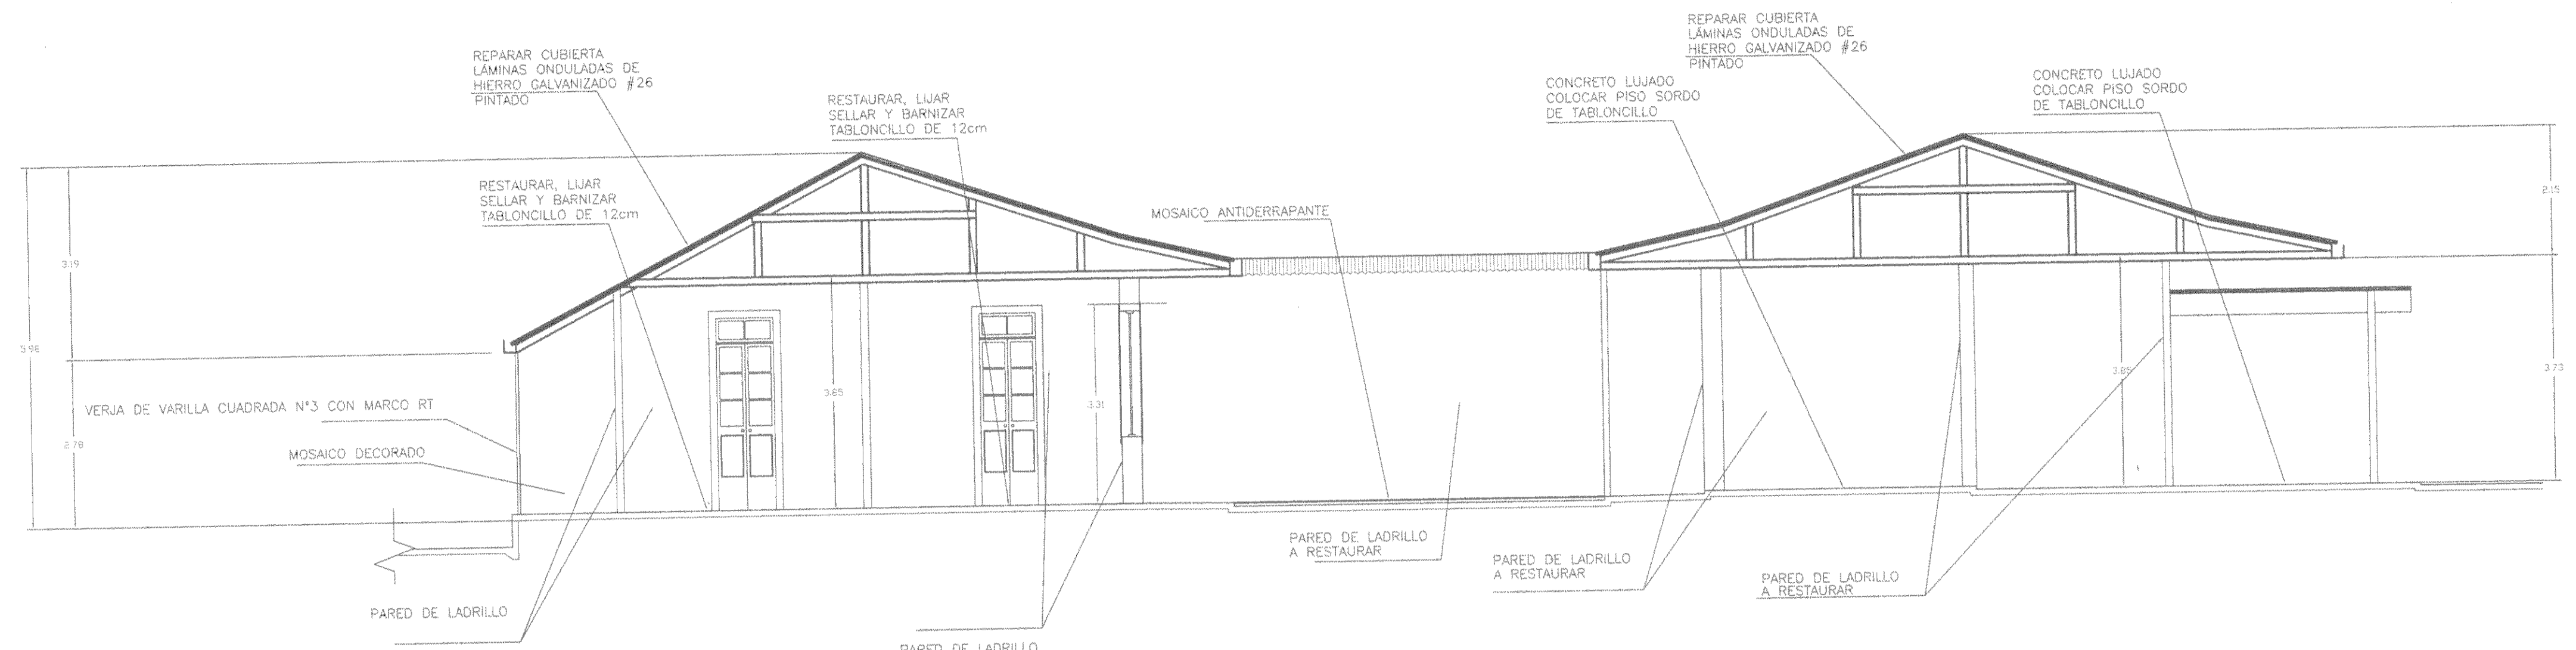 REPARAR CUBIERTA
LÁMINAS ONDULADAS DE
HIERRO GALVANIZADO #26
PINTADO
RESTAURAR, LIJAR
SELLAR Y BARNIZAR
TABLONCILLO DE 12cm
RESTAURAR, LIJAR
SELLAR Y BARNIZAR
TABLONCILLO DE 12cm
MOSAICO ANTIDERRAPANTE
CONCRETO LUJADO
COLOCAR PISO SORDO
DE TABLONCILLO
REPARAR CUBIERTA
LÁMINAS ONDULADAS DE
HIERRO GALVANIZADO #26
PINTADO
CONCRETO LUJADO
COLOCAR PISO SORDO
DE TABLONCILLO
2.15
3.19
5.98
3.85
3.31
3.85
3.73
VERJA DE VARILLA CUADRADA N°3 CON MARCO RT
2.78
MOSAICO DECORADO
PARED DE LADRILLO
PARED DE LADRILLO
PARED DE LADRILLO
A RESTAURAR
PARED DE LADRILLO
A RESTAURAR
PARED DE LADRILLO
A RESTAURAR